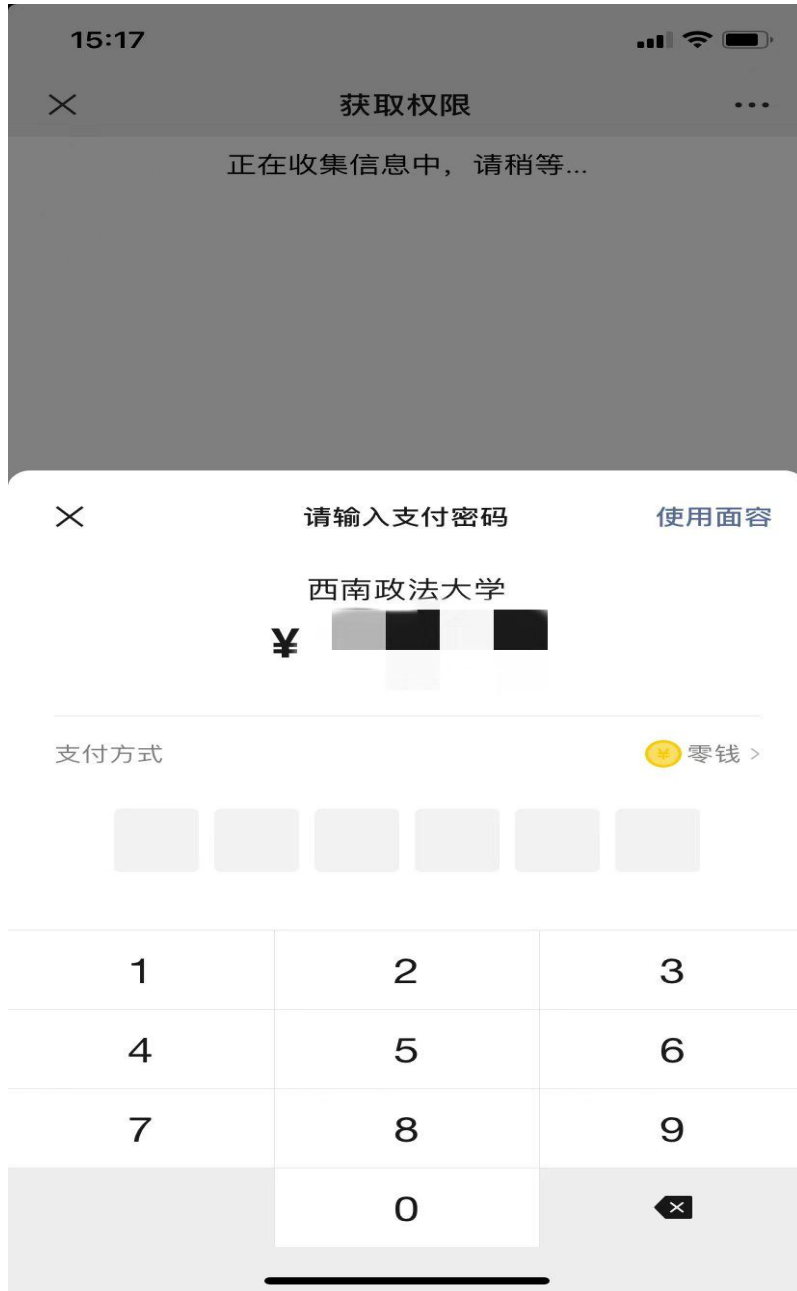 15:17
获取权限
正在收集信息中，请稍等...
请输入支付密码 使用面容
西南政法大学
¥
支付方式 零钱
1 2 3
4 5 6
7 8 9
0